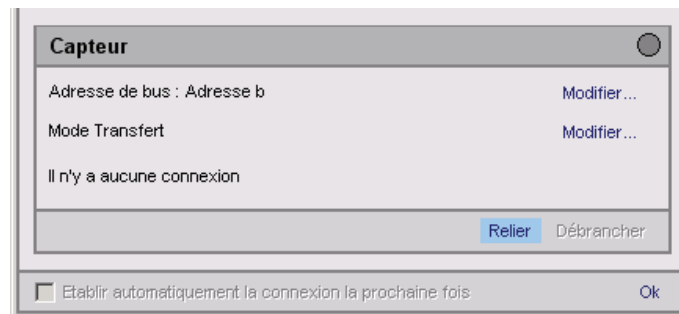 Capteur
Adresse de bus : Adresse b Modifier...
Mode Transfert Modifier...
Il n'y a aucune connexion
Relier Débrancher
Etablir automatiquement la connexion la prochaine fois Ok